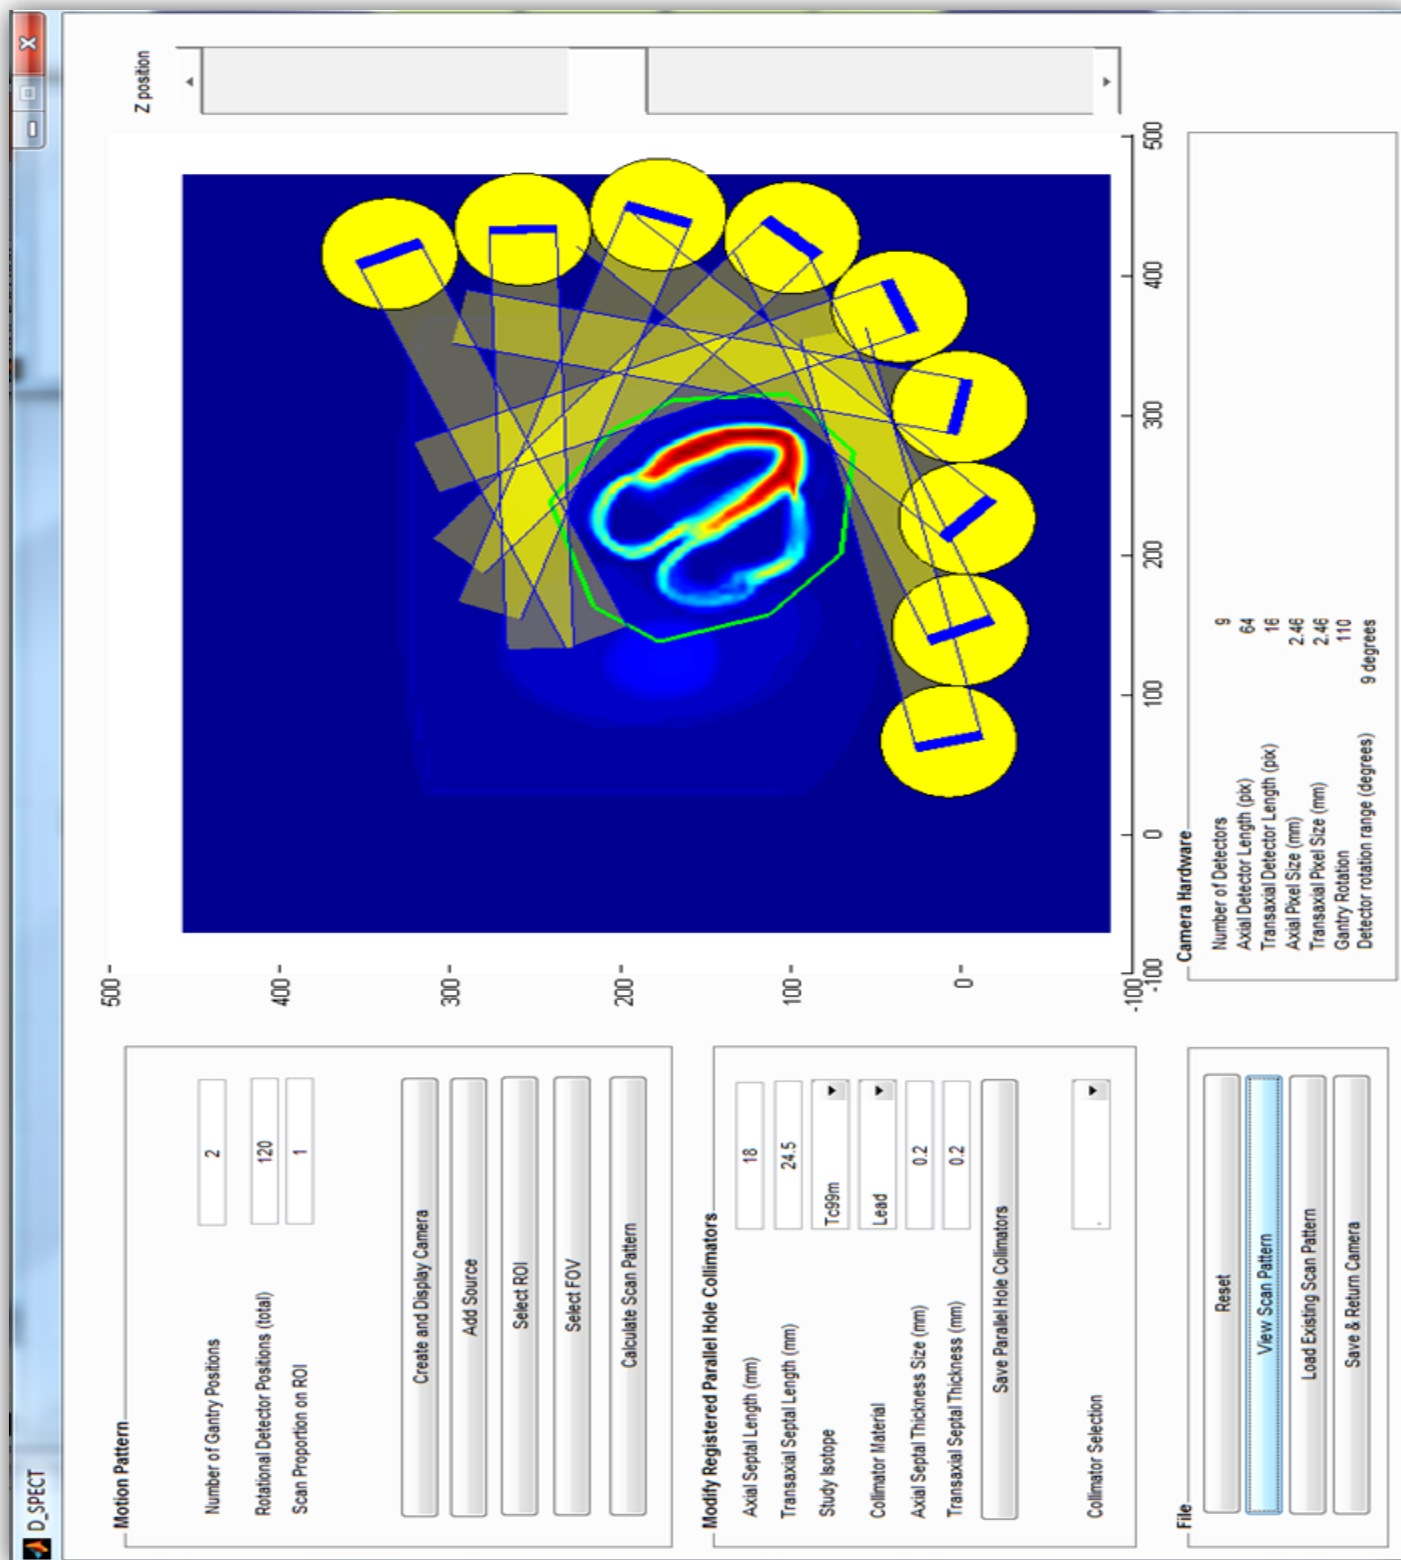 D_SPECT
Motion Pattern
Number of Gantry Positions 2
Rotational Detector Positions (total) 120
Scan Proportion on ROI 1
Create and Display Camera
Add Source
Select ROI
Select FOV
Calculate Scan Pattern
Modify Registered Parallel Hole Collimators
Axial Septal Length (mm) 18
Transaxial Septal Length (mm) 24.5
Study Isotope Tc99m
Collimator Material Lead
Axial Septal Thickness Size (mm) 0.2
Transaxial Septal Thickness (mm) 0.2
Save Parallel Hole Collimators
Collimator Selection .
File
Reset
View Scan Pattern
Load Existing Scan Pattern
Save & Return Camera
Z position
500
400
300
200
100
0
-100
-100 0 100 200 300 400 500
Camera Hardware
Number of Detectors 9
Axial Detector Length (pix) 64
Transaxial Detector Length (pix) 16
Axial Pixel Size (mm) 2.46
Transaxial Pixel Size (mm) 2.46
Gantry Rotation 110
Detector rotation range (degrees) 9 degrees